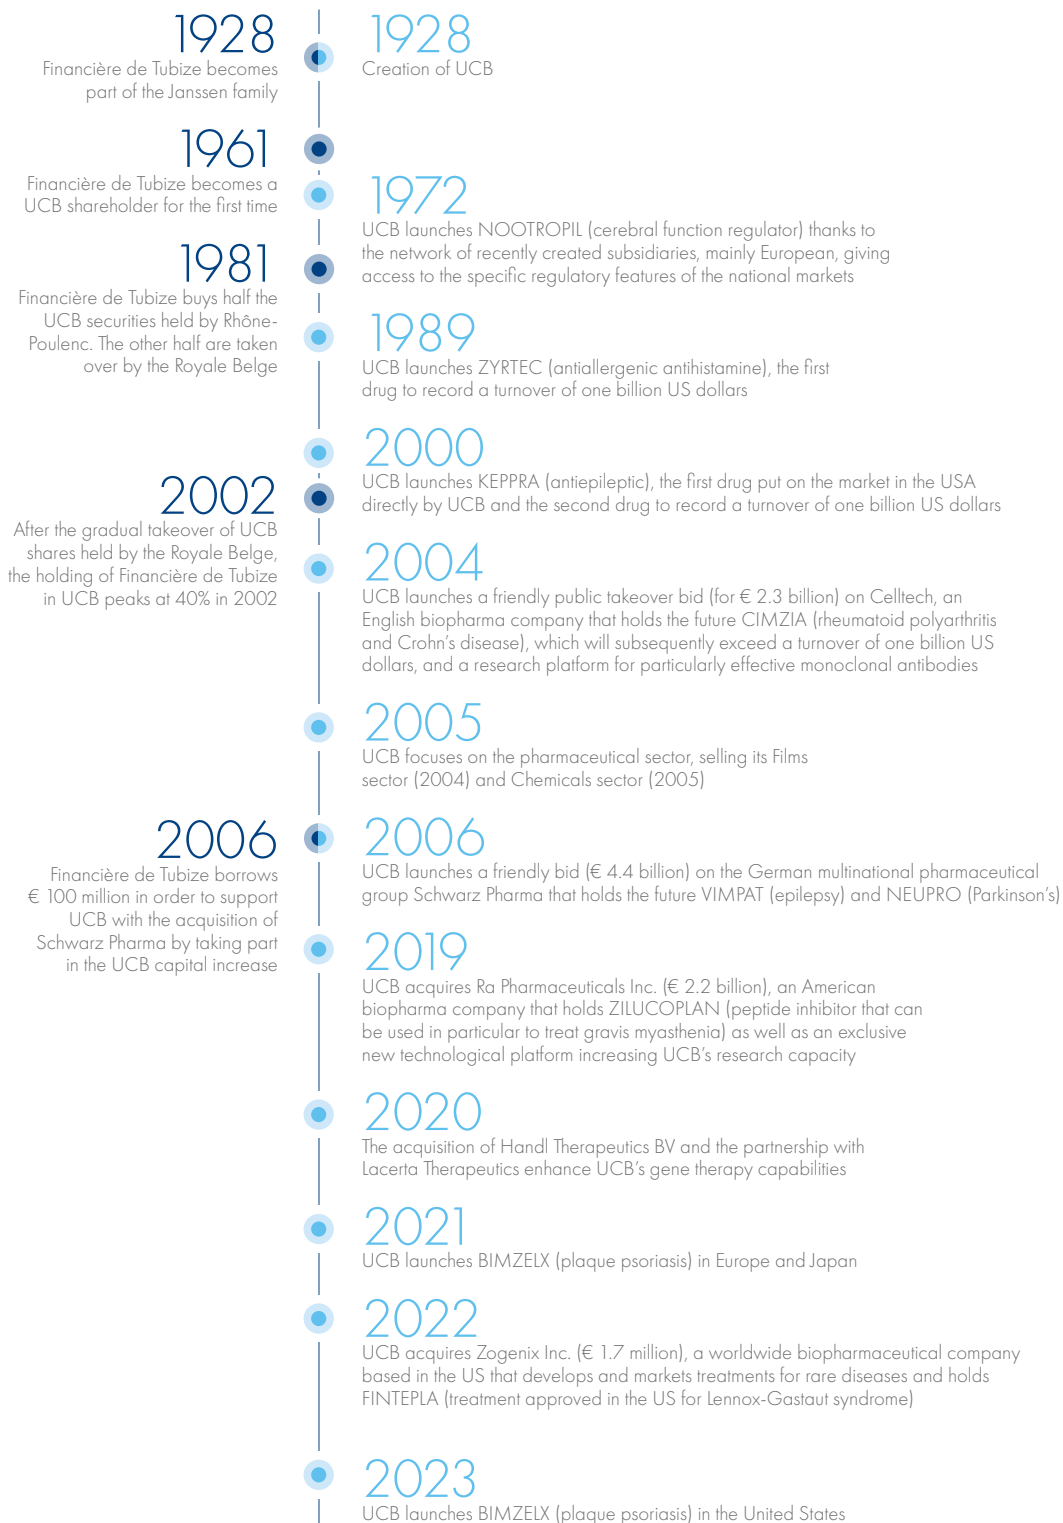 1928
Financière de Tubize becomes
part of the Janssen family
1928
Creation of UCB
1961
Financière de Tubize becomes a
UCB shareholder for the first time
1972
UCB launches NOOTROPIL (cerebral function regulator) thanks to
the network of recently created subsidiaries, mainly European, giving
access to the specific regulatory features of the national markets
1981
Financière de Tubize buys half the
UCB securities held by Rhône-
Poulenc. The other half are taken
over by the Royale Belge
1989
UCB launches ZYRTEC (antiallergenic antihistamine), the first
drug to record a turnover of one billion US dollars
2000
UCB launches KEPPRA (antiepileptic), the first drug put on the market in the USA
directly by UCB and the second drug to record a turnover of one billion US dollars
2002
After the gradual takeover of UCB
shares held by the Royale Belge,
the holding of Financière de Tubize
in UCB peaks at 40% in 2002
2004
UCB launches a friendly public takeover bid (for € 2.3 billion) on Celltech, an
English biopharma company that holds the future CIMZIA (rheumatoid polyarthritis
and Crohn's disease), which will subsequently exceed a turnover of one billion US
dollars, and a research platform for particularly effective monoclonal antibodies
2005
UCB focuses on the pharmaceutical sector, selling its Films
sector (2004) and Chemicals sector (2005)
2006
Financière de Tubize borrows
€ 100 million in order to support
UCB with the acquisition of
Schwarz Pharma by taking part
in the UCB capital increase
2006
UCB launches a friendly bid (€ 4.4 billion) on the German multinational pharmaceutical
group Schwarz Pharma that holds the future VIMPAT (epilepsy) and NEUPRO (Parkinson's)
2019
UCB acquires Ra Pharmaceuticals Inc. (€ 2.2 billion), an American
biopharma company that holds ZILUCOPLAN (peptide inhibitor that can
be used in particular to treat gravis myasthenia) as well as an exclusive
new technological platform increasing UCB's research capacity
2020
The acquisition of Handl Therapeutics BV and the partnership with
Lacerta Therapeutics enhance UCB's gene therapy capabilities
2021
UCB launches BIMZELX (plaque psoriasis) in Europe and Japan
2022
UCB acquires Zogenix Inc. (€ 1.7 million), a worldwide biopharmaceutical company
based in the US that develops and markets treatments for rare diseases and holds
FINTEPLA (treatment approved in the US for Lennox-Gastaut syndrome)
2023
UCB launches BIMZELX (plaque psoriasis) in the United States